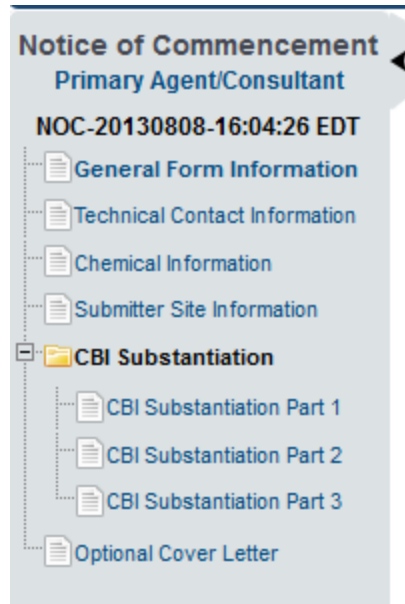 Notice of Commencement
Primary Agent/Consultant
NOC-20130808-16:04:26 EDT
General Form Information
Technical Contact Information
Chemical Information
Submitter Site Information
CBI Substantiation
CBI Substantiation Part 1
CBI Substantiation Part 2
CBI Substantiation Part 3
Optional Cover Letter